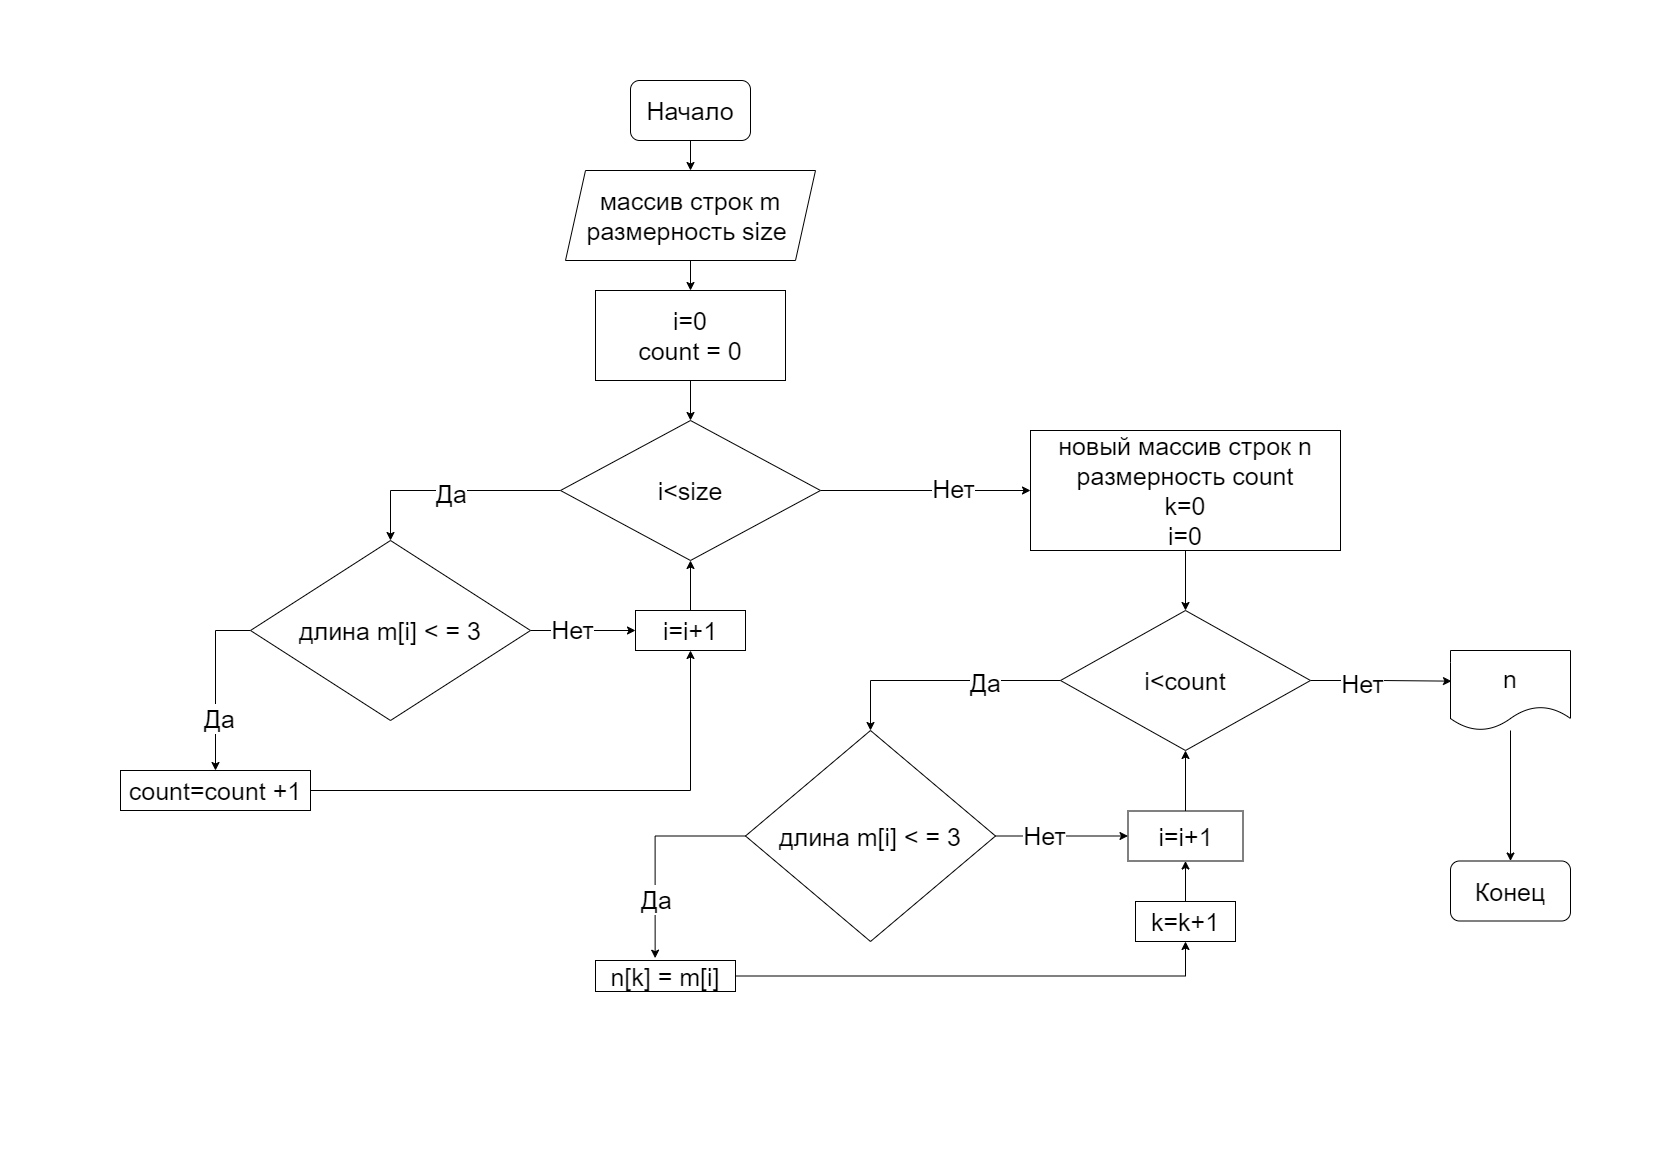 Начало
массив строк m
размерность size
i=0
count = 0
i<size
Да
Нет
новый массив строк n
размерность count
k=0
i=0
длина m[i] < = 3
Нет
i=i+1
Да
count=count +1
i<count
Да
Нет
n
длина m[i] < = 3
Нет
i=i+1
Да
k=k+1
n[k] = m[i]
Конец